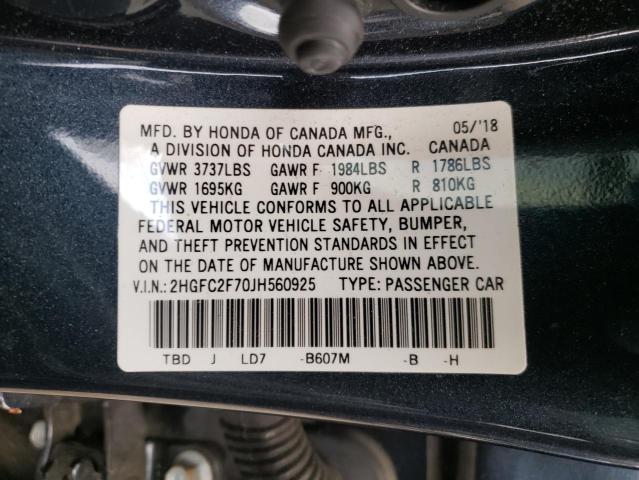 MFD. BY HONDA OF CANADA MFG., 05/'18
A DIVISION OF HONDA CANADA INC. CANADA
GVWR 3737LBS GAWR F 1984LBS R 1786LBS
GVWR 1695KG GAWR F 900KG R 810KG
THIS VEHICLE CONFORMS TO ALL APPLICABLE
FEDERAL MOTOR VEHICLE SAFETY, BUMPER,
AND THEFT PREVENTION STANDARDS IN EFFECT
ON THE DATE OF MANUFACTURE SHOWN ABOVE.
V.I.N.: 2HGFC2F70JH560925 TYPE: PASSENGER CAR
TBD J LD7 -B607M -B -H